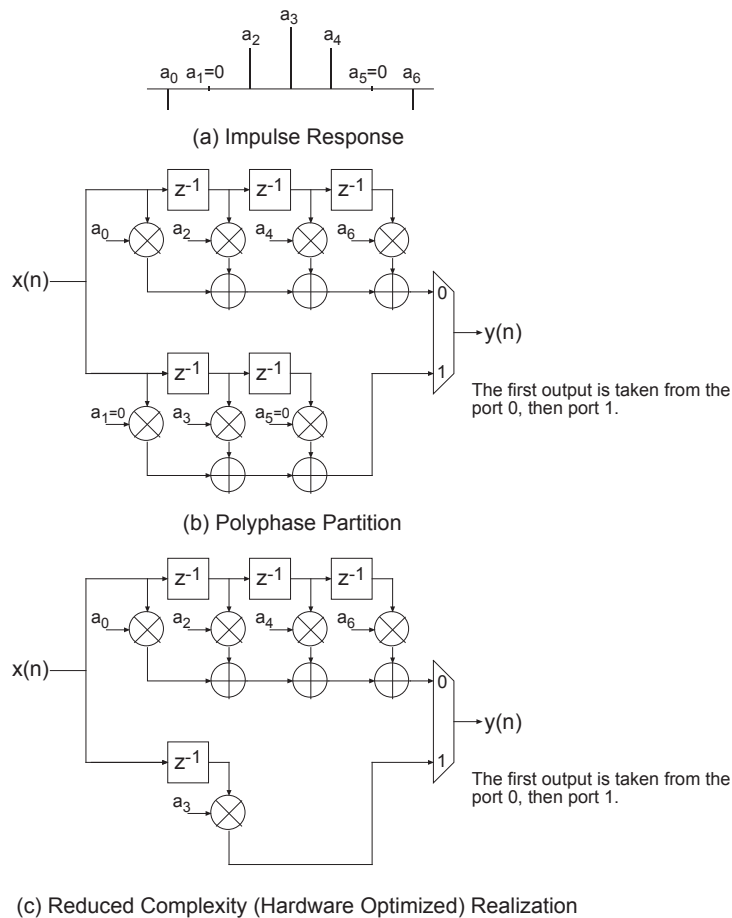 a3
a2 a4
a0 a1=0 a5=0 a6
(a) Impulse Response
z-1 z-1 z-1
a0 a2 a4 a6
x(n)
0
y(n)
z-1 z-1
1
The first output is taken from the
port 0, then port 1.
a1=0 a3 a5=0
(b) Polyphase Partition
z-1 z-1 z-1
a0 a2 a4 a6
x(n)
0
y(n)
z-1
1
The first output is taken from the
port 0, then port 1.
a3
(c) Reduced Complexity (Hardware Optimized) Realization